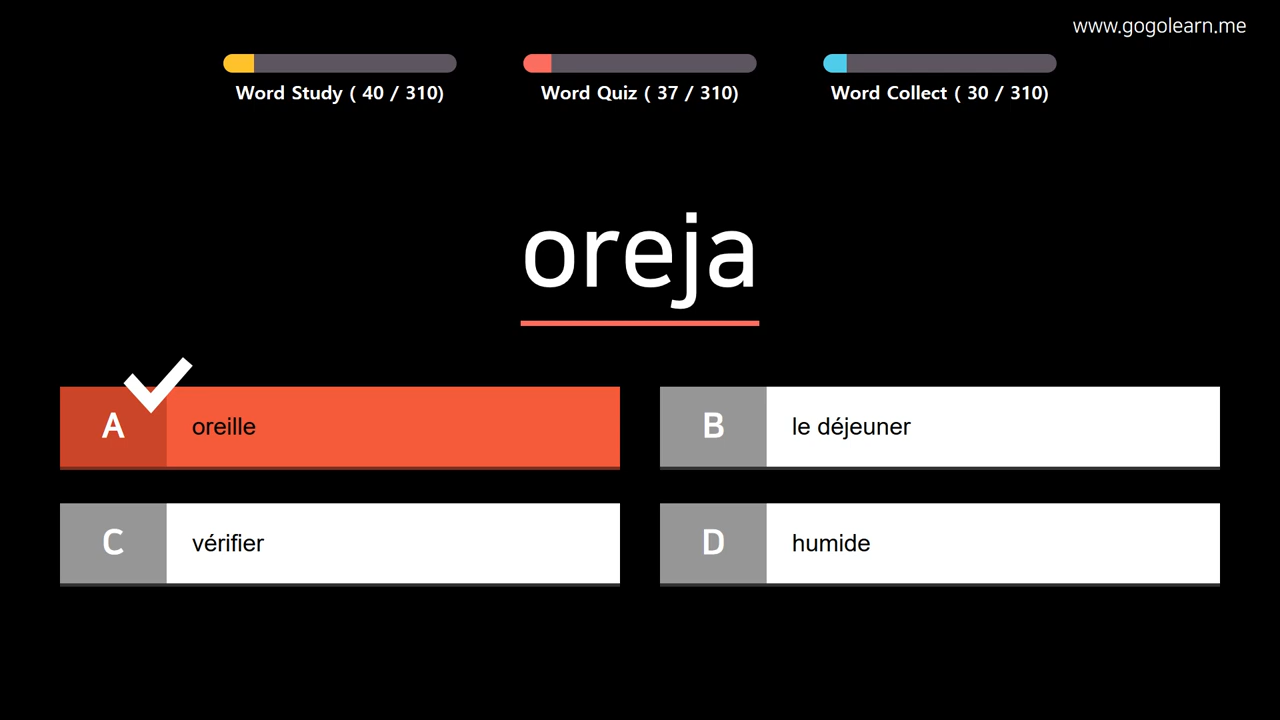 www.gogolearn.me
Word Study ( 40 / 310)
Word Quiz ( 37 / 310)
Word Collect ( 30 / 310)
oreja
A oreille
B le déjeuner
C vérifier
D humide